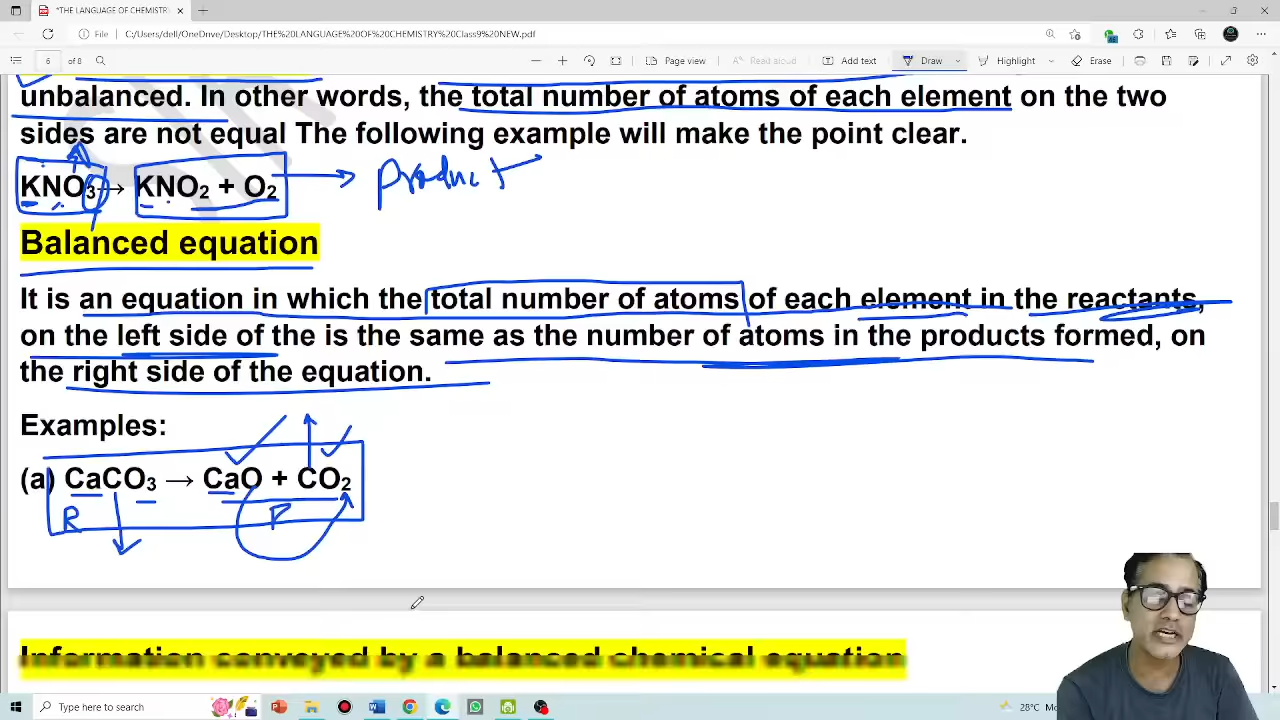 *THE LANGUAGE OF CHEMISTR
File
C:/Users/dell/OneDrive/Desktop/THE%20LANGUAGE%20OF%20CHEMISTRY%20Class9%20NEW.pdf
6 of 8
Page view
Read aloud
Add text
Draw
Highlight
Erase
unbalanced. In other words, the total number of atoms of each element on the two
sides are not equal The following example will make the point clear.
KNO₃ → KNO₂ + O₂
Product
Balanced equation
It is an equation in which the total number of atoms of each element in the reactants,
on the left side of the is the same as the number of atoms in the products formed, on
the right side of the equation.
Examples:
(a) CaCO₃ → CaO + CO₂
R
P
Information conveyed by a balanced chemical equation
Type here to search
28°C